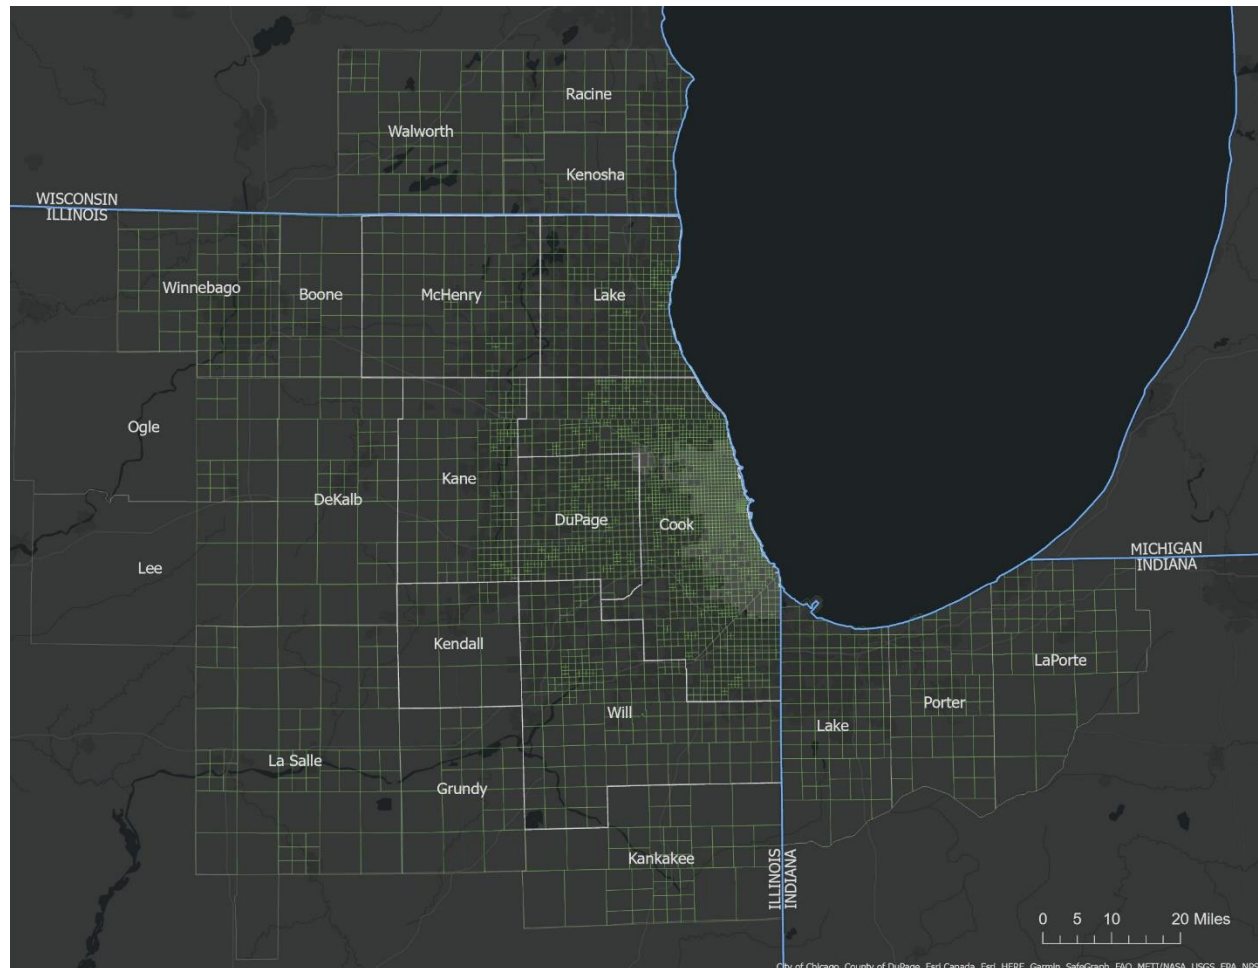 Racine
Walworth
Kenosha
WISCONSIN
ILLINOIS
Winnebago
Boone
McHenry
Lake
Ogle
Kane
DeKalb
DuPage
Cook
MICHIGAN
INDIANA
Lee
Kendall
LaPorte
Porter
Will
Lake
La Salle
Grundy
Kankakee
ILLINOIS
INDIANA
0 5 10 20 Miles
City of Chicago, County of DuPage, Esri Canada, Esri, HERE, Garmin, SafeGraph, FAO, METI/NASA, USGS, EPA, NPS